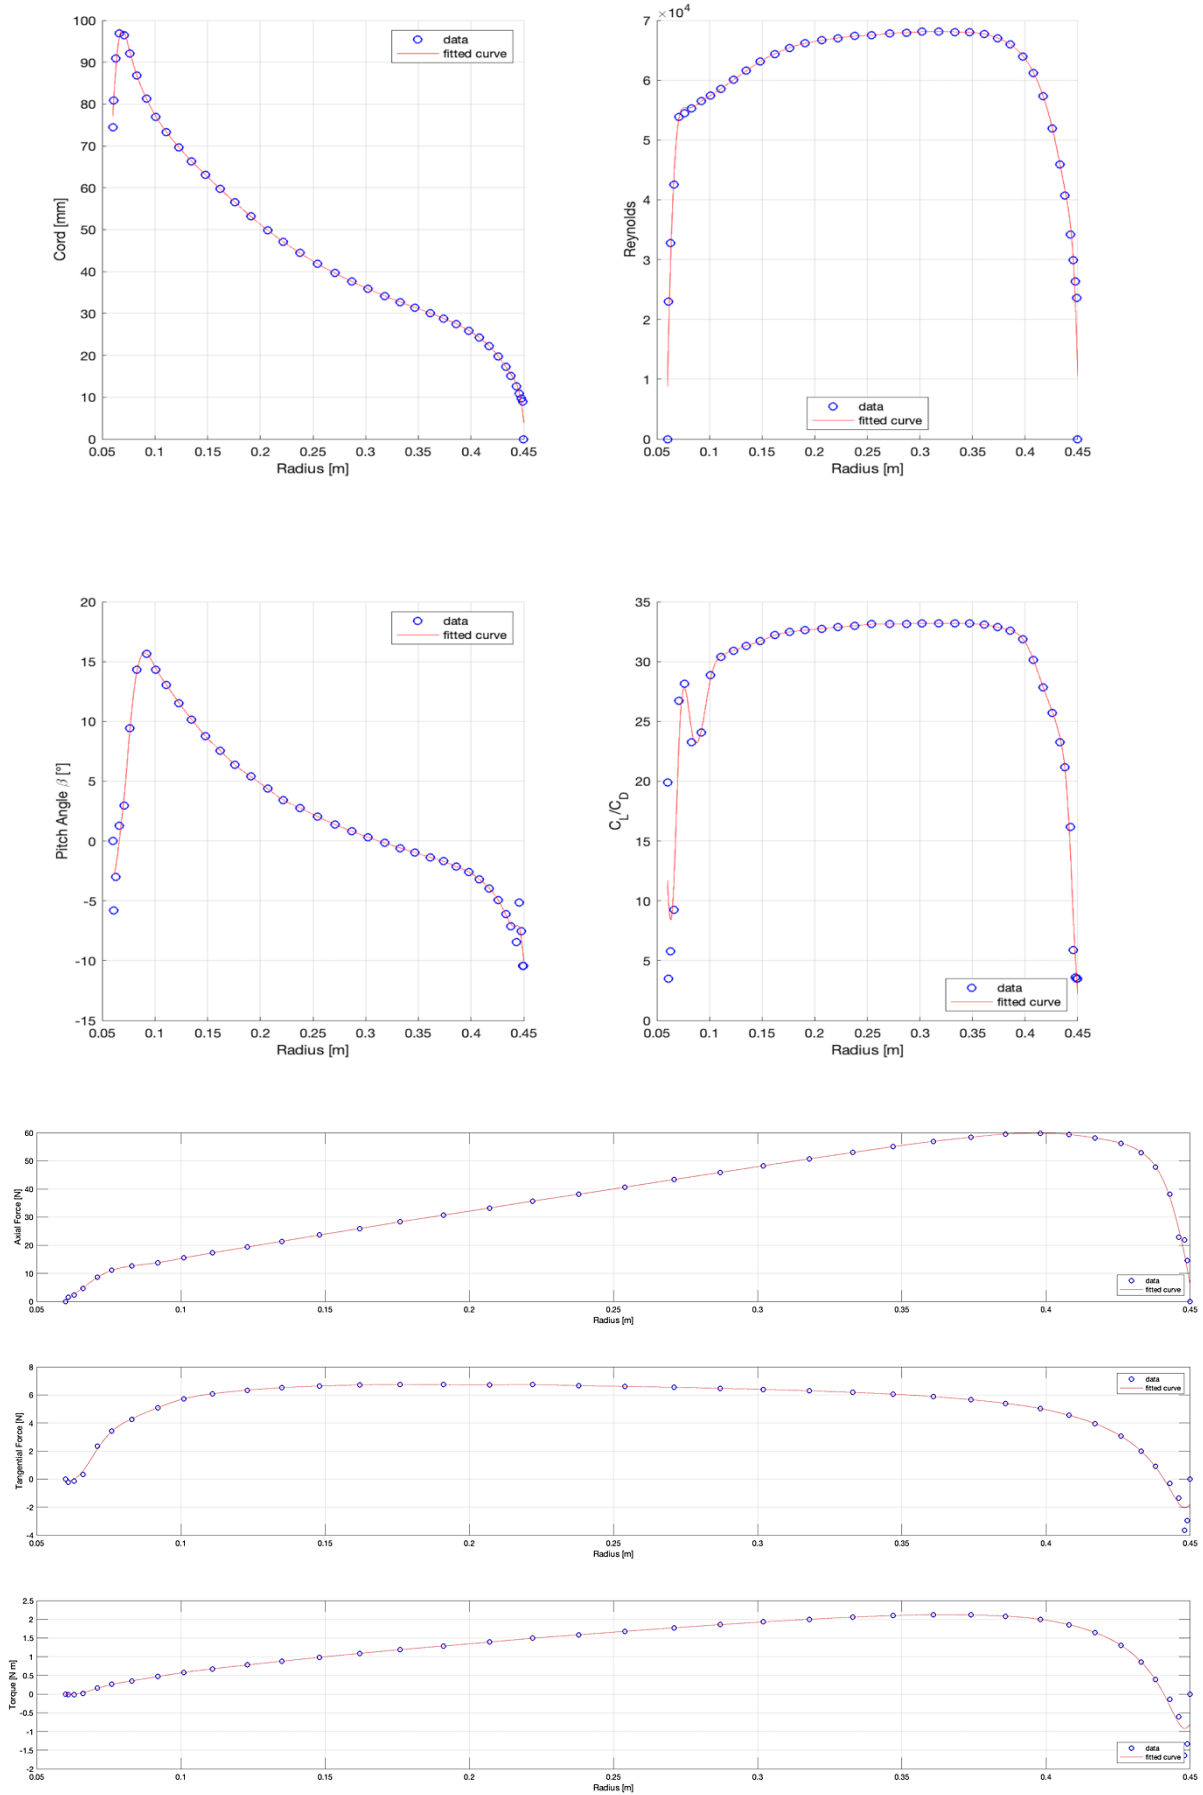 100
90
80
70
60
50
40
30
20
10
0
0.05 0.1 0.15 0.2 0.25 0.3 0.35 0.4 0.45
Radius [m]
Cord [mm]
data
fitted curve
×10⁴
7
6
5
4
3
2
1
0
0.05 0.1 0.15 0.2 0.25 0.3 0.35 0.4 0.45
Radius [m]
Reynolds
data
fitted curve
20
15
10
5
0
-5
-10
-15
0.05 0.1 0.15 0.2 0.25 0.3 0.35 0.4 0.45
Radius [m]
Pitch Angle β [°]
data
fitted curve
35
30
25
20
15
10
5
0
0.05 0.1 0.15 0.2 0.25 0.3 0.35 0.4 0.45
Radius [m]
C_L/C_D
data
fitted curve
60
50
40
30
20
10
0
0.05 0.1 0.15 0.2 0.25 0.3 0.35 0.4 0.45
Radius [m]
Axial Force [N]
data
fitted curve
8
6
4
2
0
-2
-4
0.05 0.1 0.15 0.2 0.25 0.3 0.35 0.4 0.45
Radius [m]
Tangential Force [N]
data
fitted curve
2.5
2
1.5
1
0.5
0
-0.5
-1
-1.5
-2
0.05 0.1 0.15 0.2 0.25 0.3 0.35 0.4 0.45
Radius [m]
Torque [N m]
data
fitted curve